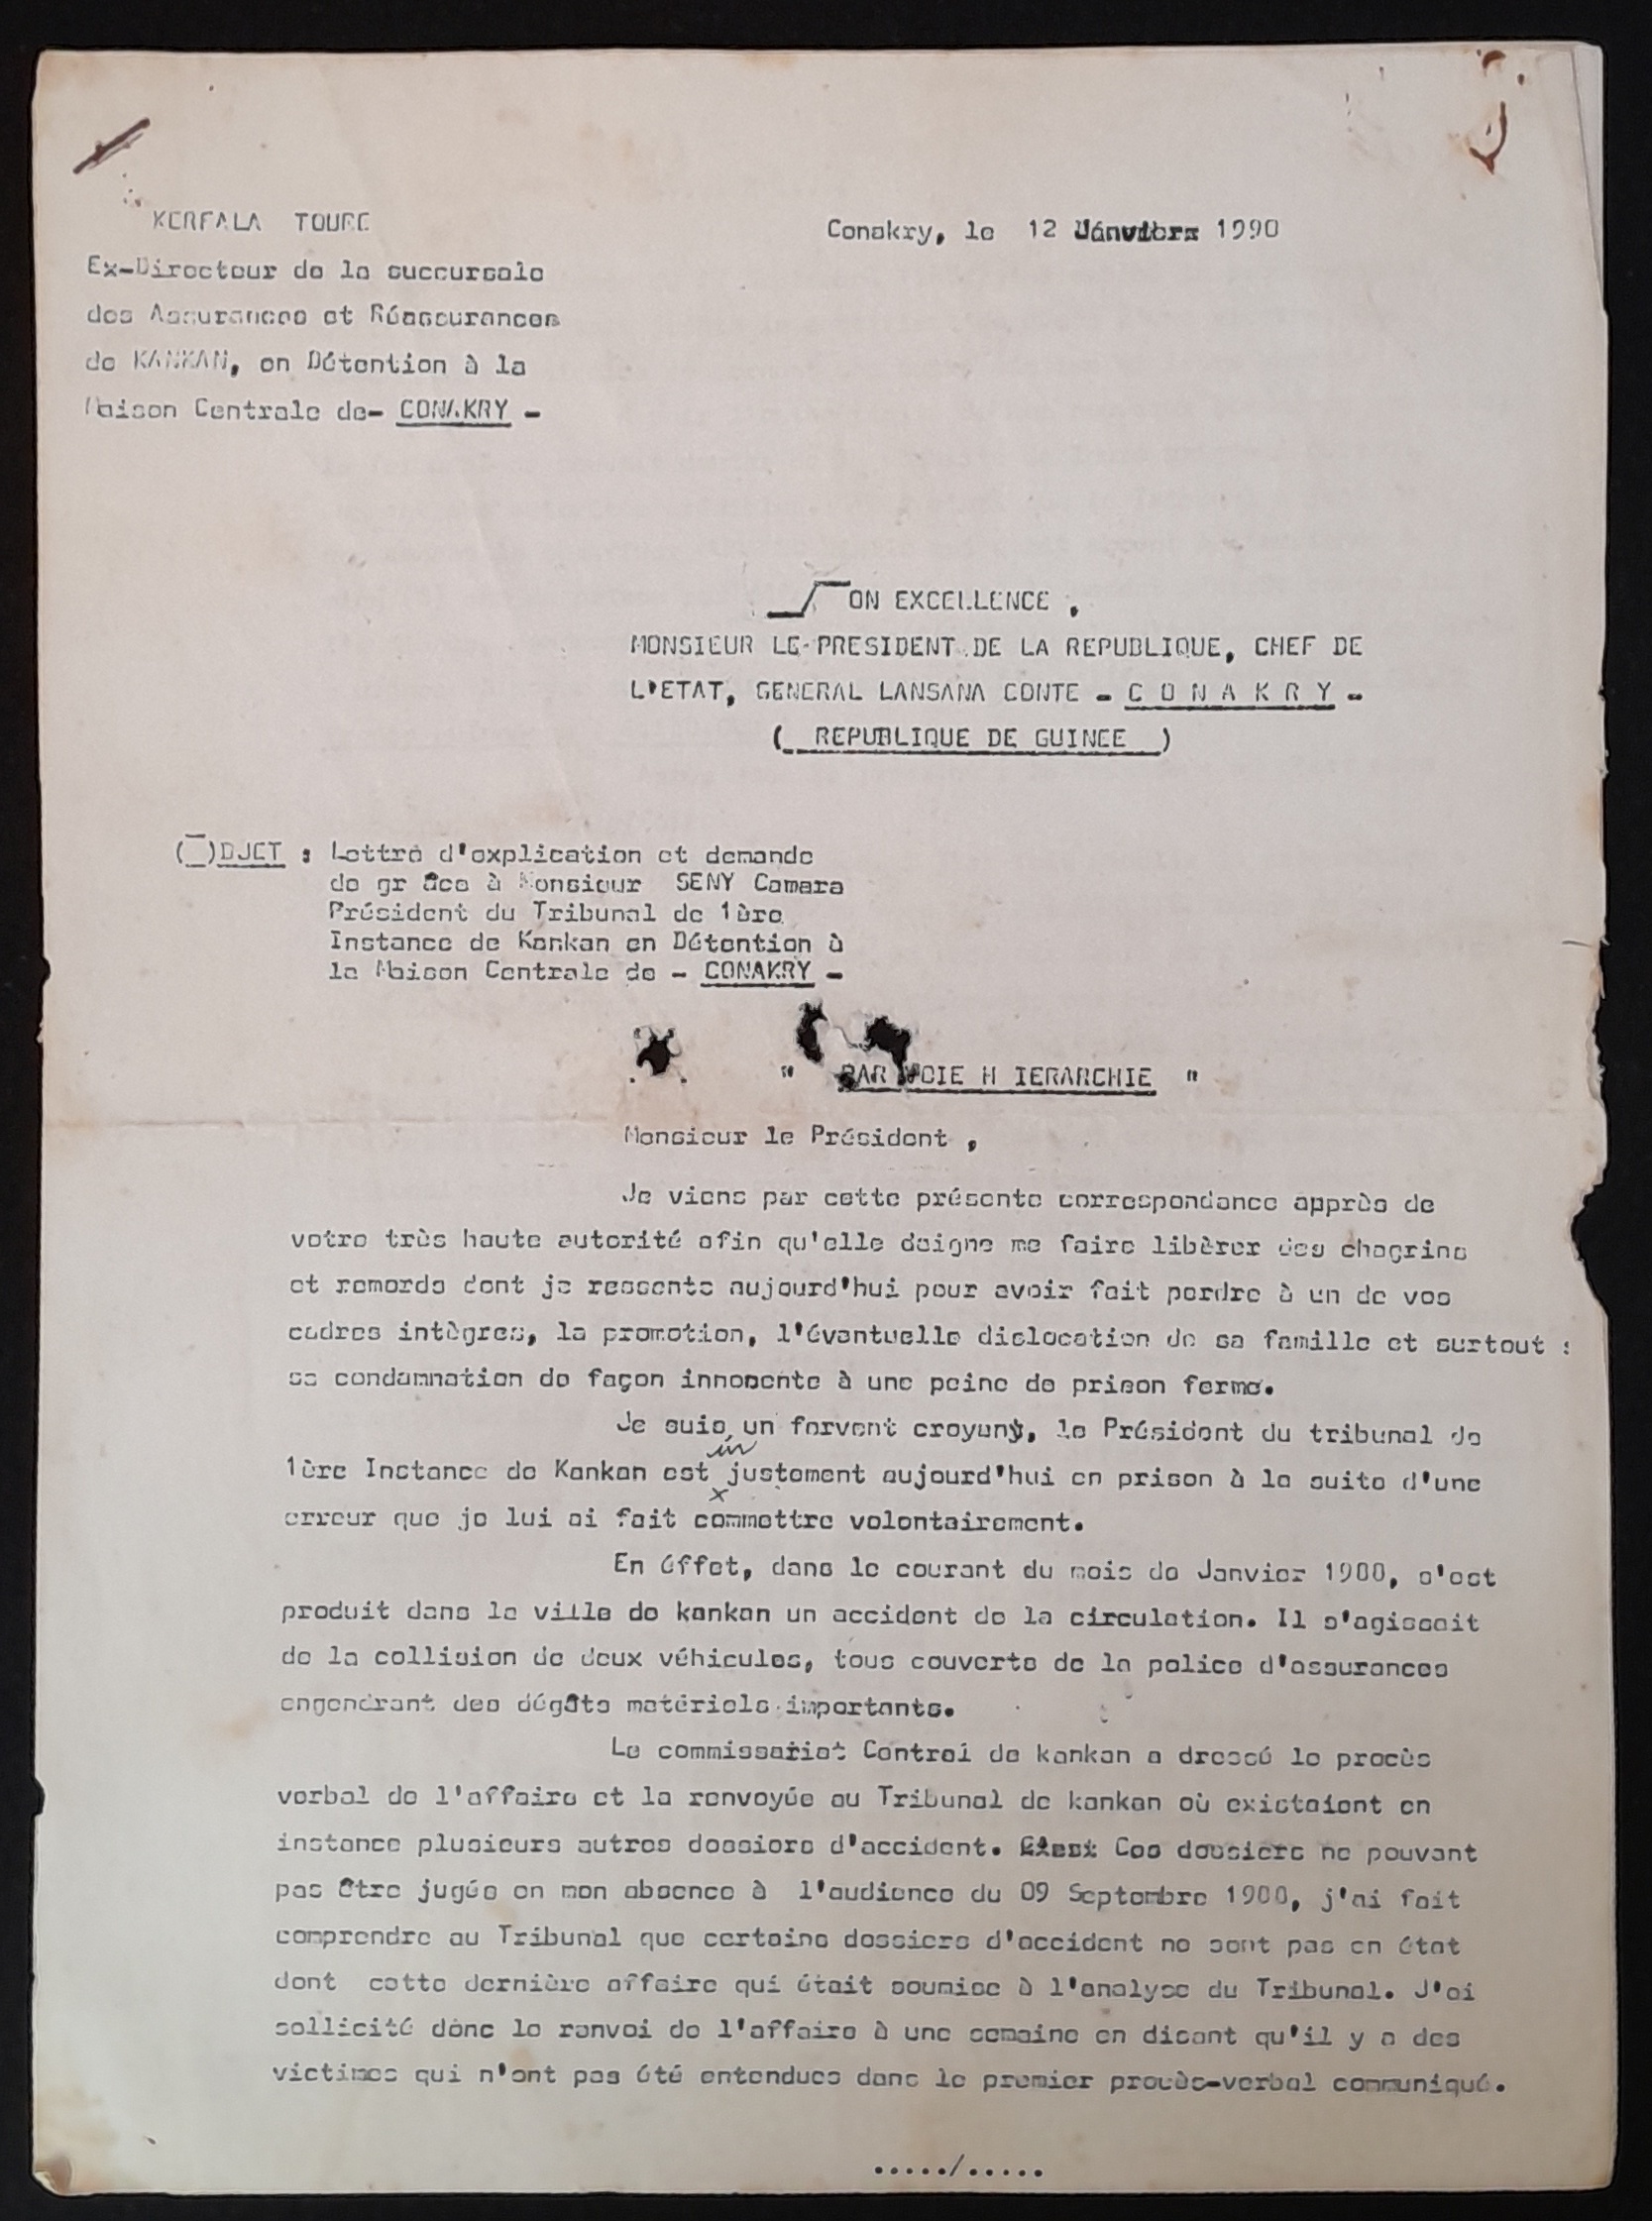 KERFALA TOURE
Conakry, le 12 Janvier 1990
Ex-Directeur de la succursale
des Assurances et Réassurances
de KANKAN, en Détention à la
Maison Centrale de- CONAKRY -
ON EXCELLENCE ,
MONSIEUR LE PRESIDENT DE LA REPUBLIQUE, CHEF DE
L'ETAT, GENERAL LANSANA CONTE - C O N A K R Y -
( REPUBLIQUE DE GUINEE )
( )BJET : Lettre d'explication et demande
de gr âce à Monsieur SENY Camara
Président du Tribunal de 1ère
Instance de Kankan en Détention à
la Maison Centrale de - CONAKRY -
" PAR VOIE H IERARCHIE "
Monsieur le Président ,
Je viens par cette présente correspondance apprès de
votre très haute autorité afin qu'elle daigne me faire libèrer des chagrins
et remords dont je ressente aujourd'hui pour avoir fait perdre à un de vos
cadres intègres, la promotion, l'évantuelle dislocation de sa famille et surtout :
sa condamnation de façon innocente à une peine de prison ferme.
Je suis un fervent croyant, le Président du tribunal de
in
1ère Instance de Kankan est justement aujourd'hui en prison à la suite d'une
x
erreur que je lui ai fait commettre volontairement.
En éffet, dans le courant du mois de Janvier 1988, s'est
produit dans la ville de kankan un accident de la circulation. Il s'agissait
de la collision de deux véhicules, tous couverts de la police d'assurances
engendrant des dégâts matériels importants.
Le commissariat Central de kankan a dressé le procès
verbal de l'affaire et la renvoyée au Tribunal de kankan où existaient en
instance plusieurs autres dossiers d'accident. Ces dossiers ne pouvant
pas être jugés en mon absence à l'audience du 09 Septembre 1988, j'ai fait
comprendre au Tribunal que certains dossiers d'accident ne sont pas en état
dont cette dernière affaire qui était soumise à l'analyse du Tribunal. J'ai
sollicité donc le renvoi de l'affaire à une semaine en disant qu'il y a des
victimes qui n'ont pas été entendues dans le premier procès-verbal communiqué.
...../.....